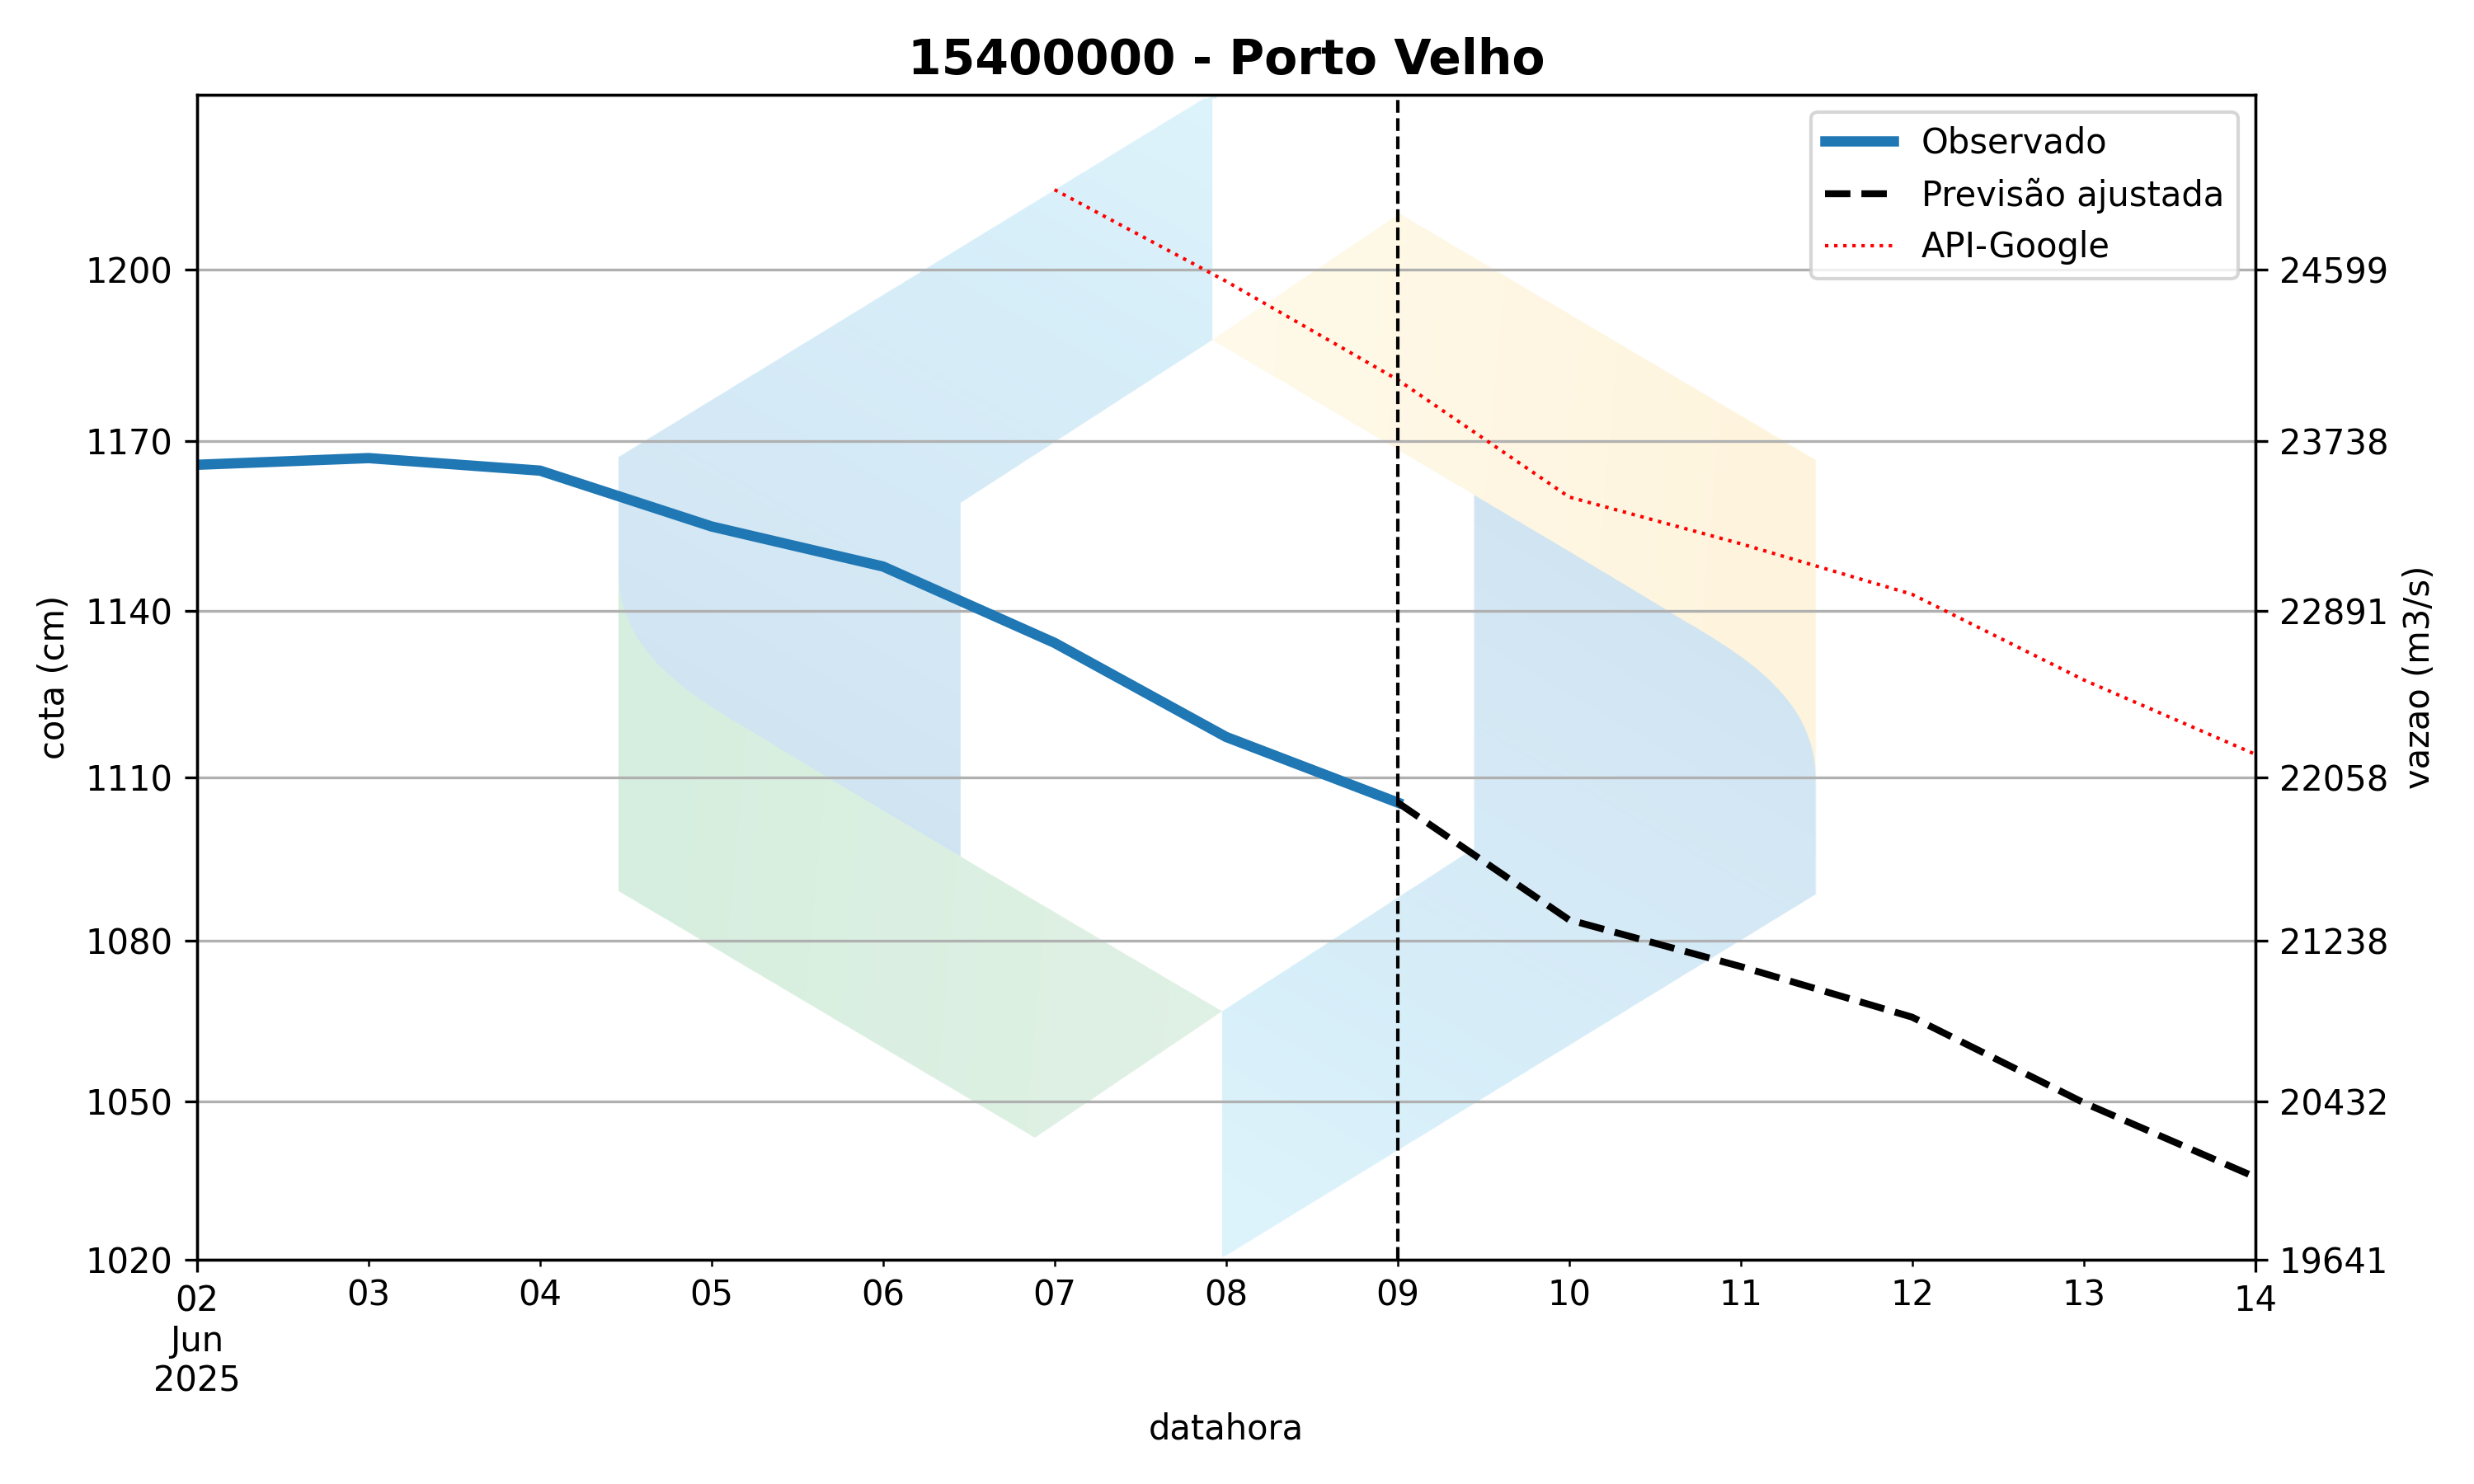 15400000 - Porto Velho
Observado
Previsão ajustada
API-Google
1200
1170
1140
1110
1080
1050
1020
cota (cm)
24599
23738
22891
22058
21238
20432
19641
vazao (m3/s)
02 03 04 05 06 07 08 09 10 11 12 13 14
Jun
2025
datahora